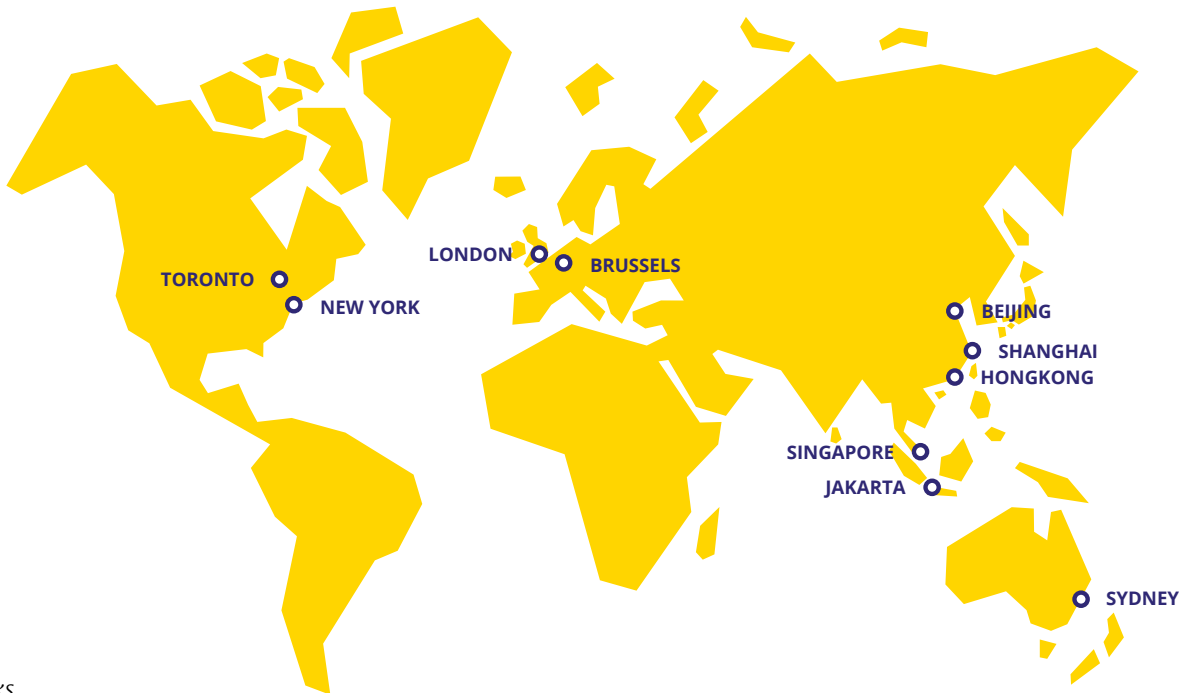 LONDON
BRUSSELS
TORONTO
NEW YORK
BEIJING
SHANGHAI
HONGKONG
SINGAPORE
JAKARTA
SYDNEY
's